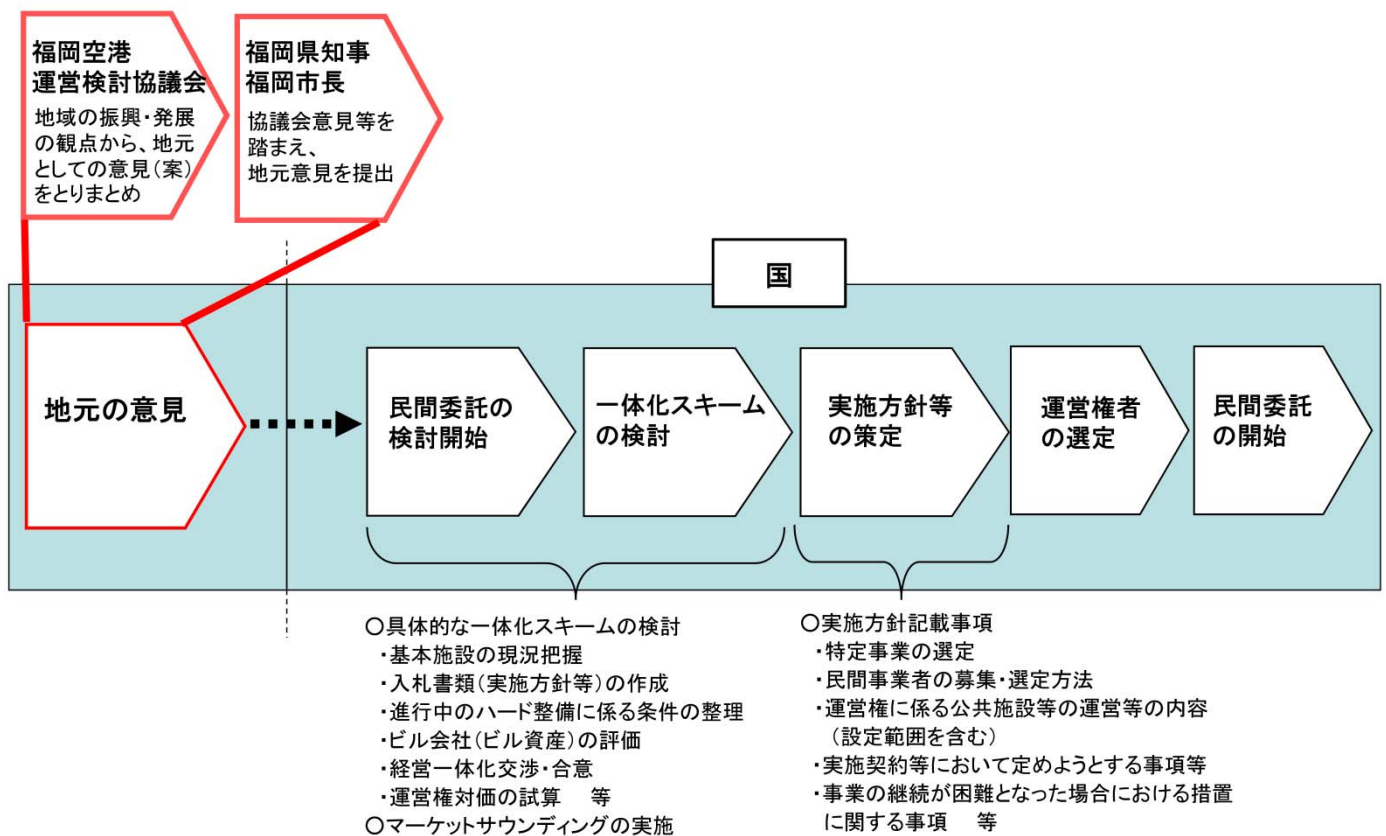 福岡空港
運営検討協議会
地域の振興・発展
の観点から、地元
としての意見(案)
をとりまとめ
福岡県知事
福岡市長
協議会意見等を
踏まえ、
地元意見を提出
国
地元の意見
民間委託の
検討開始
一体化スキーム
の検討
実施方針等
の策定
運営権者
の選定
民間委託
の開始
○具体的な一体化スキームの検討
・基本施設の現況把握
・入札書類(実施方針等)の作成
・進行中のハード整備に係る条件の整理
・ビル会社(ビル資産)の評価
・経営一体化交渉・合意
・運営権対価の試算 等
○マーケットサウンディングの実施
○実施方針記載事項
・特定事業の選定
・民間事業者の募集・選定方法
・運営権に係る公共施設等の運営等の内容
(設定範囲を含む)
・実施契約等において定めようとする事項等
・事業の継続が困難となった場合における措置
に関する事項 等